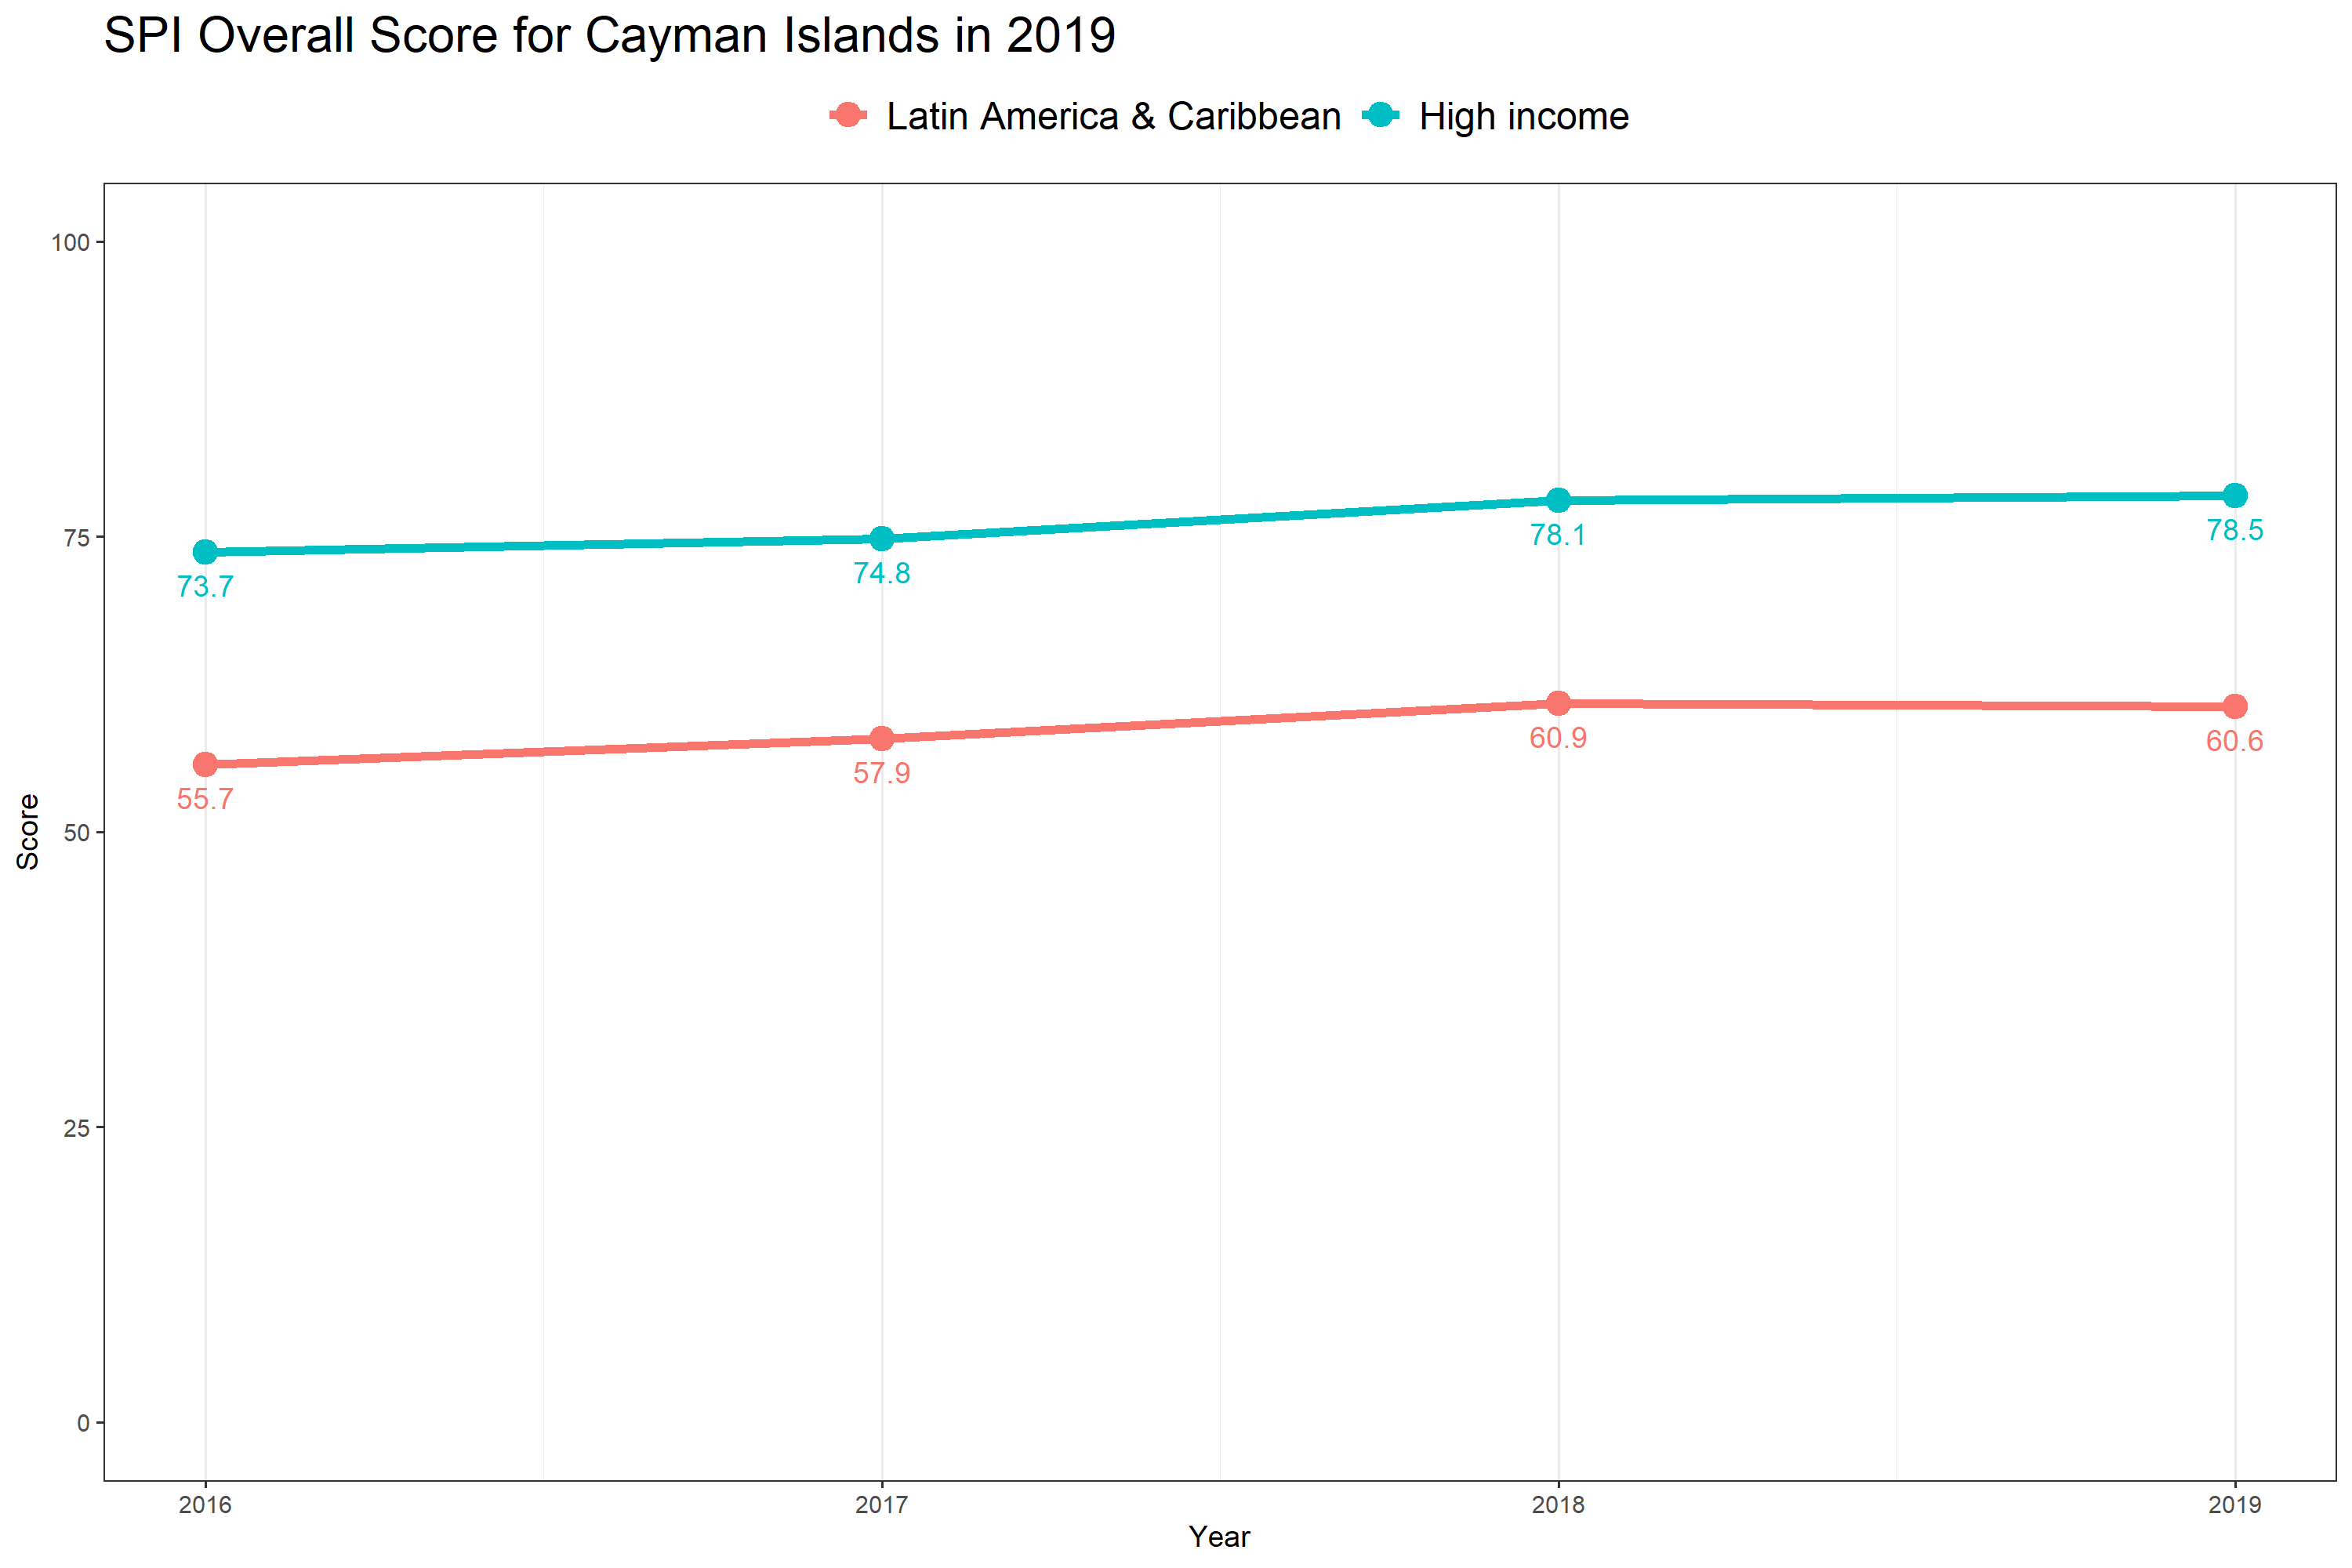 SPI Overall Score for Cayman Islands in 2019
Latin America & Caribbean High income
100
75
50
25
0
Score
73.7
74.8
78.1
78.5
55.7
57.9
60.9
60.6
2016 2017 2018 2019
Year